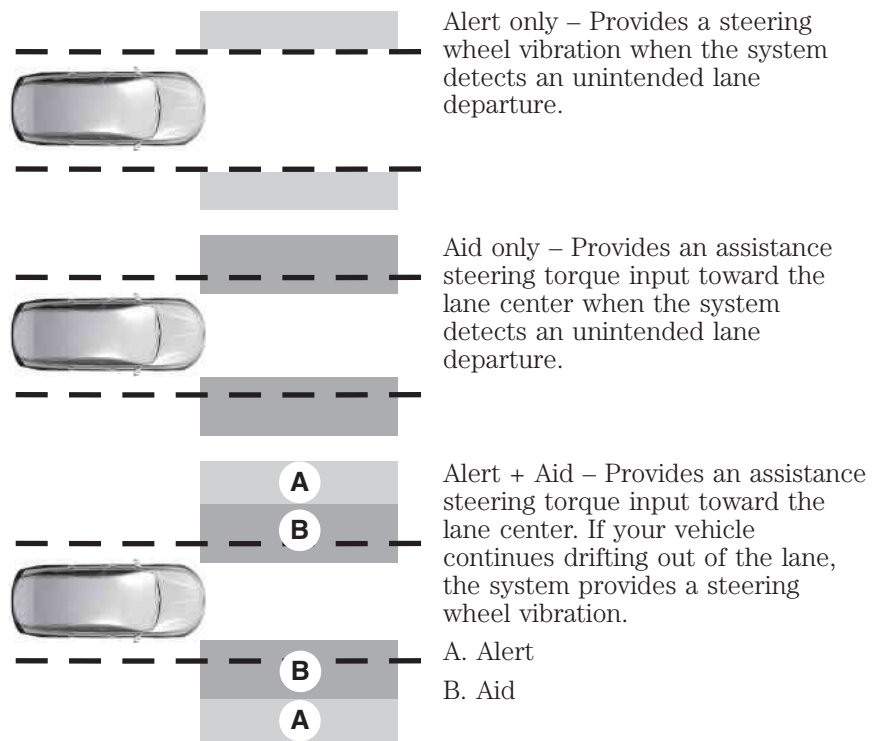 Alert only – Provides a steering
wheel vibration when the system
detects an unintended lane
departure.
Aid only – Provides an assistance
steering torque input toward the
lane center when the system
detects an unintended lane
departure.
A
B
B
A
Alert + Aid – Provides an assistance
steering torque input toward the
lane center. If your vehicle
continues drifting out of the lane,
the system provides a steering
wheel vibration.
A. Alert
B. Aid